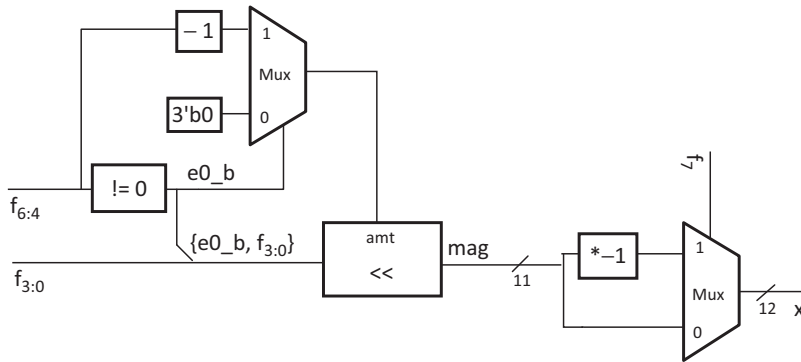 – 1
1
Mux
3'b0
0
e0_b
!= 0
f6:4
{e0_b, f3:0}
f3:0
amt
<<
mag
11
f7
*–1
1
Mux
0
12
x